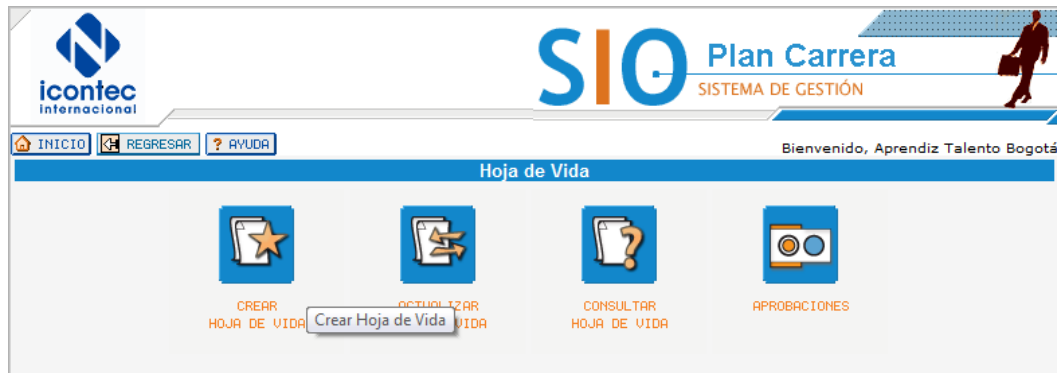 icontec
internacional
SIO
Plan Carrera
SISTEMA DE GESTIÓN
INICIO
REGRESAR
? AYUDA
Bienvenido, Aprendiz Talento Bogotá
Hoja de Vida
CREAR
HOJA DE VIDA
Crear Hoja de Vida
ACTUALIZAR
VIDA
CONSULTAR
HOJA DE VIDA
APROBACIONES